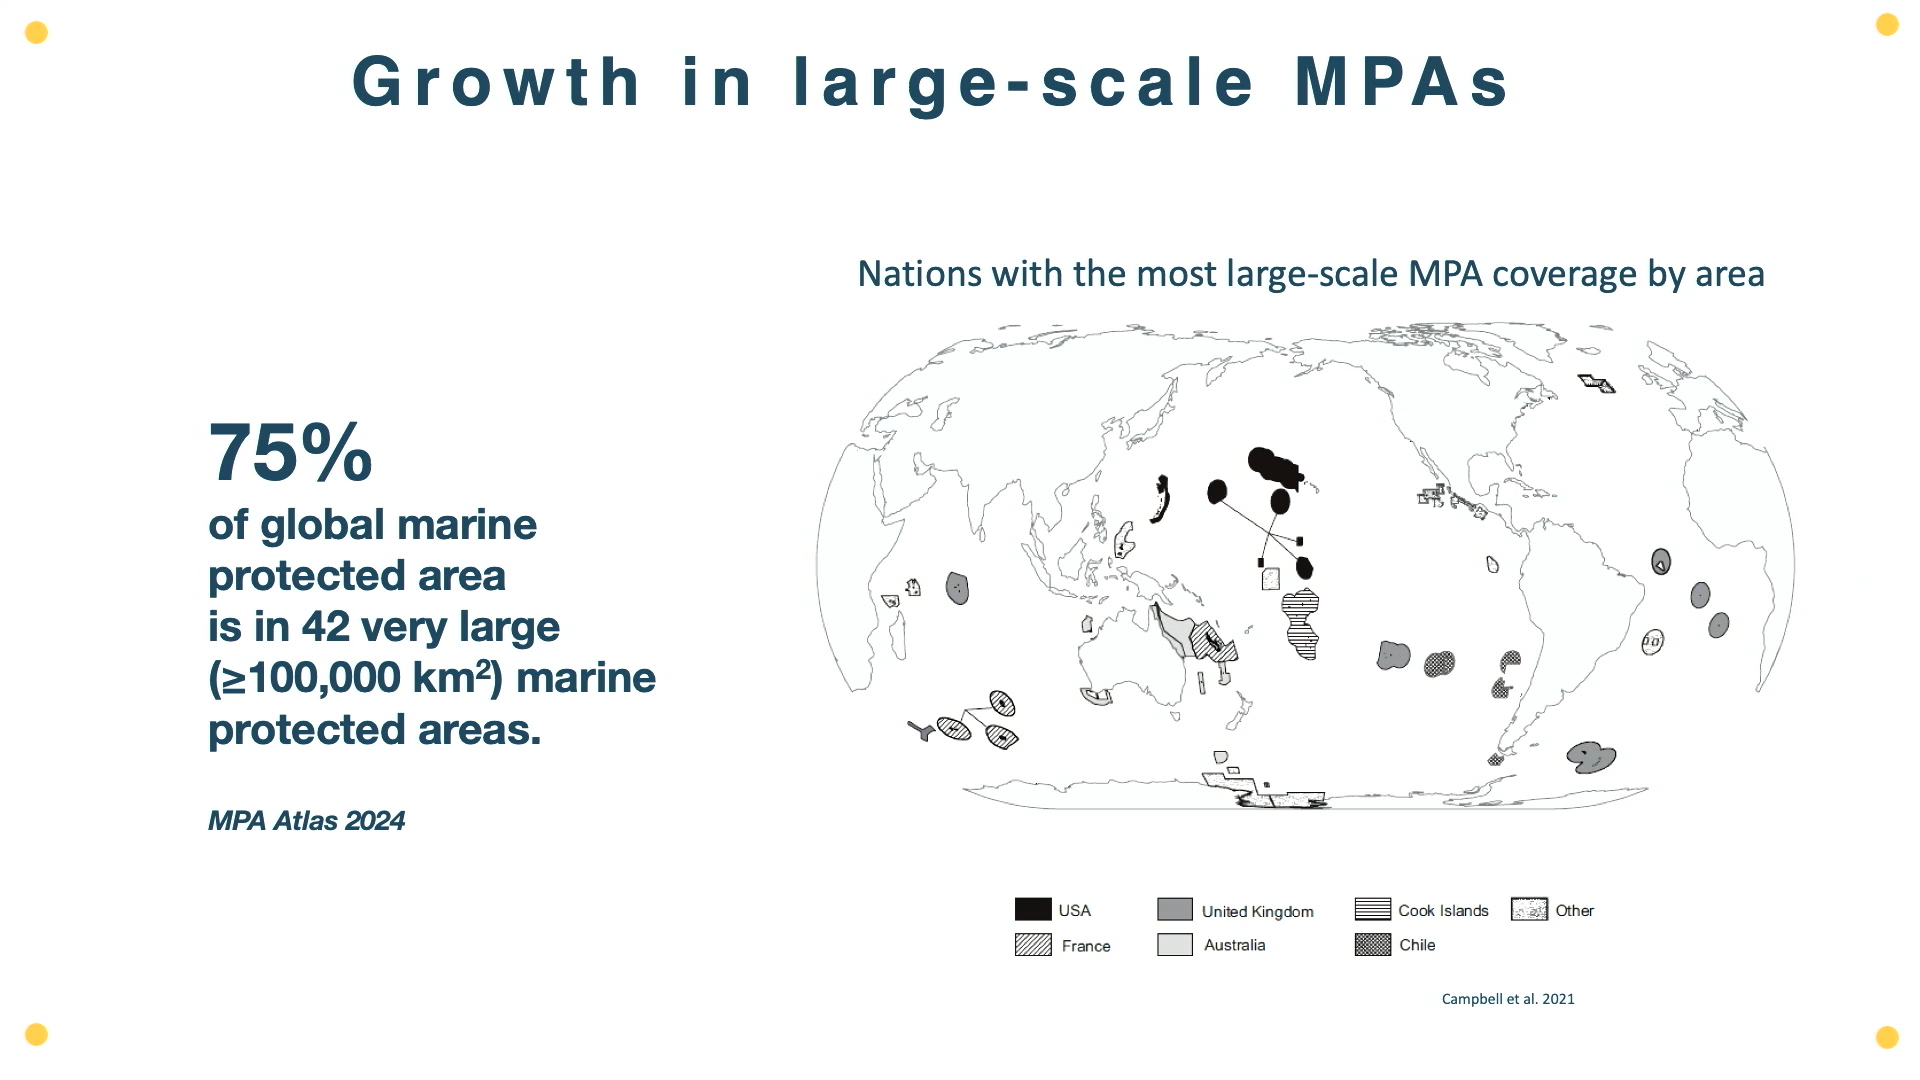 Growth in large-scale MPAs
Nations with the most large-scale MPA coverage by area
75%
of global marine
protected area
is in 42 very large
(≥100,000 km²) marine
protected areas.
MPA Atlas 2024
USA
United Kingdom
Cook Islands
Other
France
Australia
Chile
Campbell et al. 2021